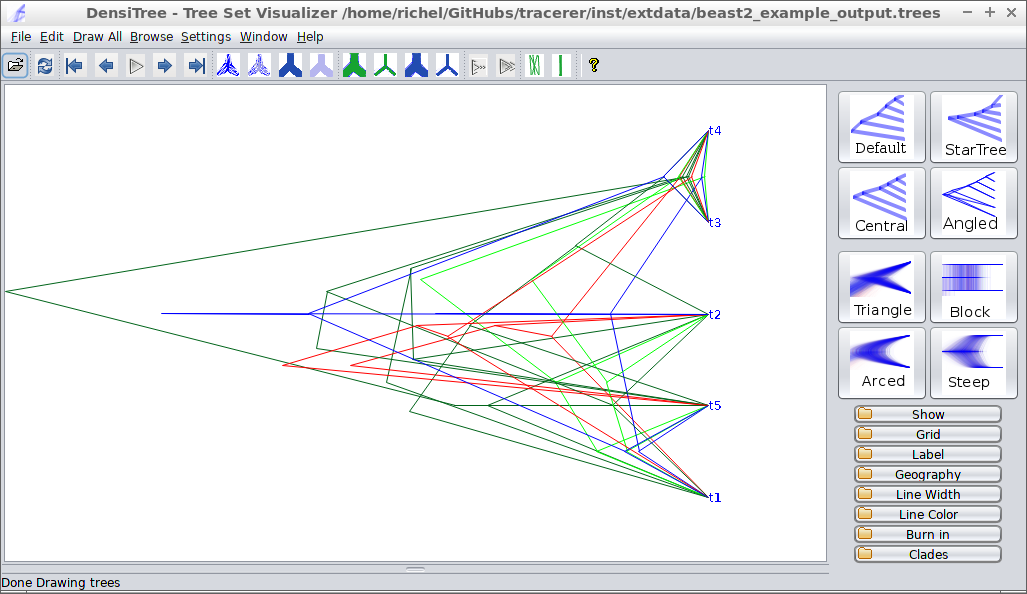 DensiTree - Tree Set Visualizer /home/richel/GitHubs/tracerer/inst/extdata/beast2_example_output.trees
File Edit Draw All Browse Settings Window Help
?
t4
t3
t2
t5
t1
Default StarTree
Central Angled
Triangle Block
Arced Steep
Show
Grid
Label
Geography
Line Width
Line Color
Burn in
Clades
Done Drawing trees